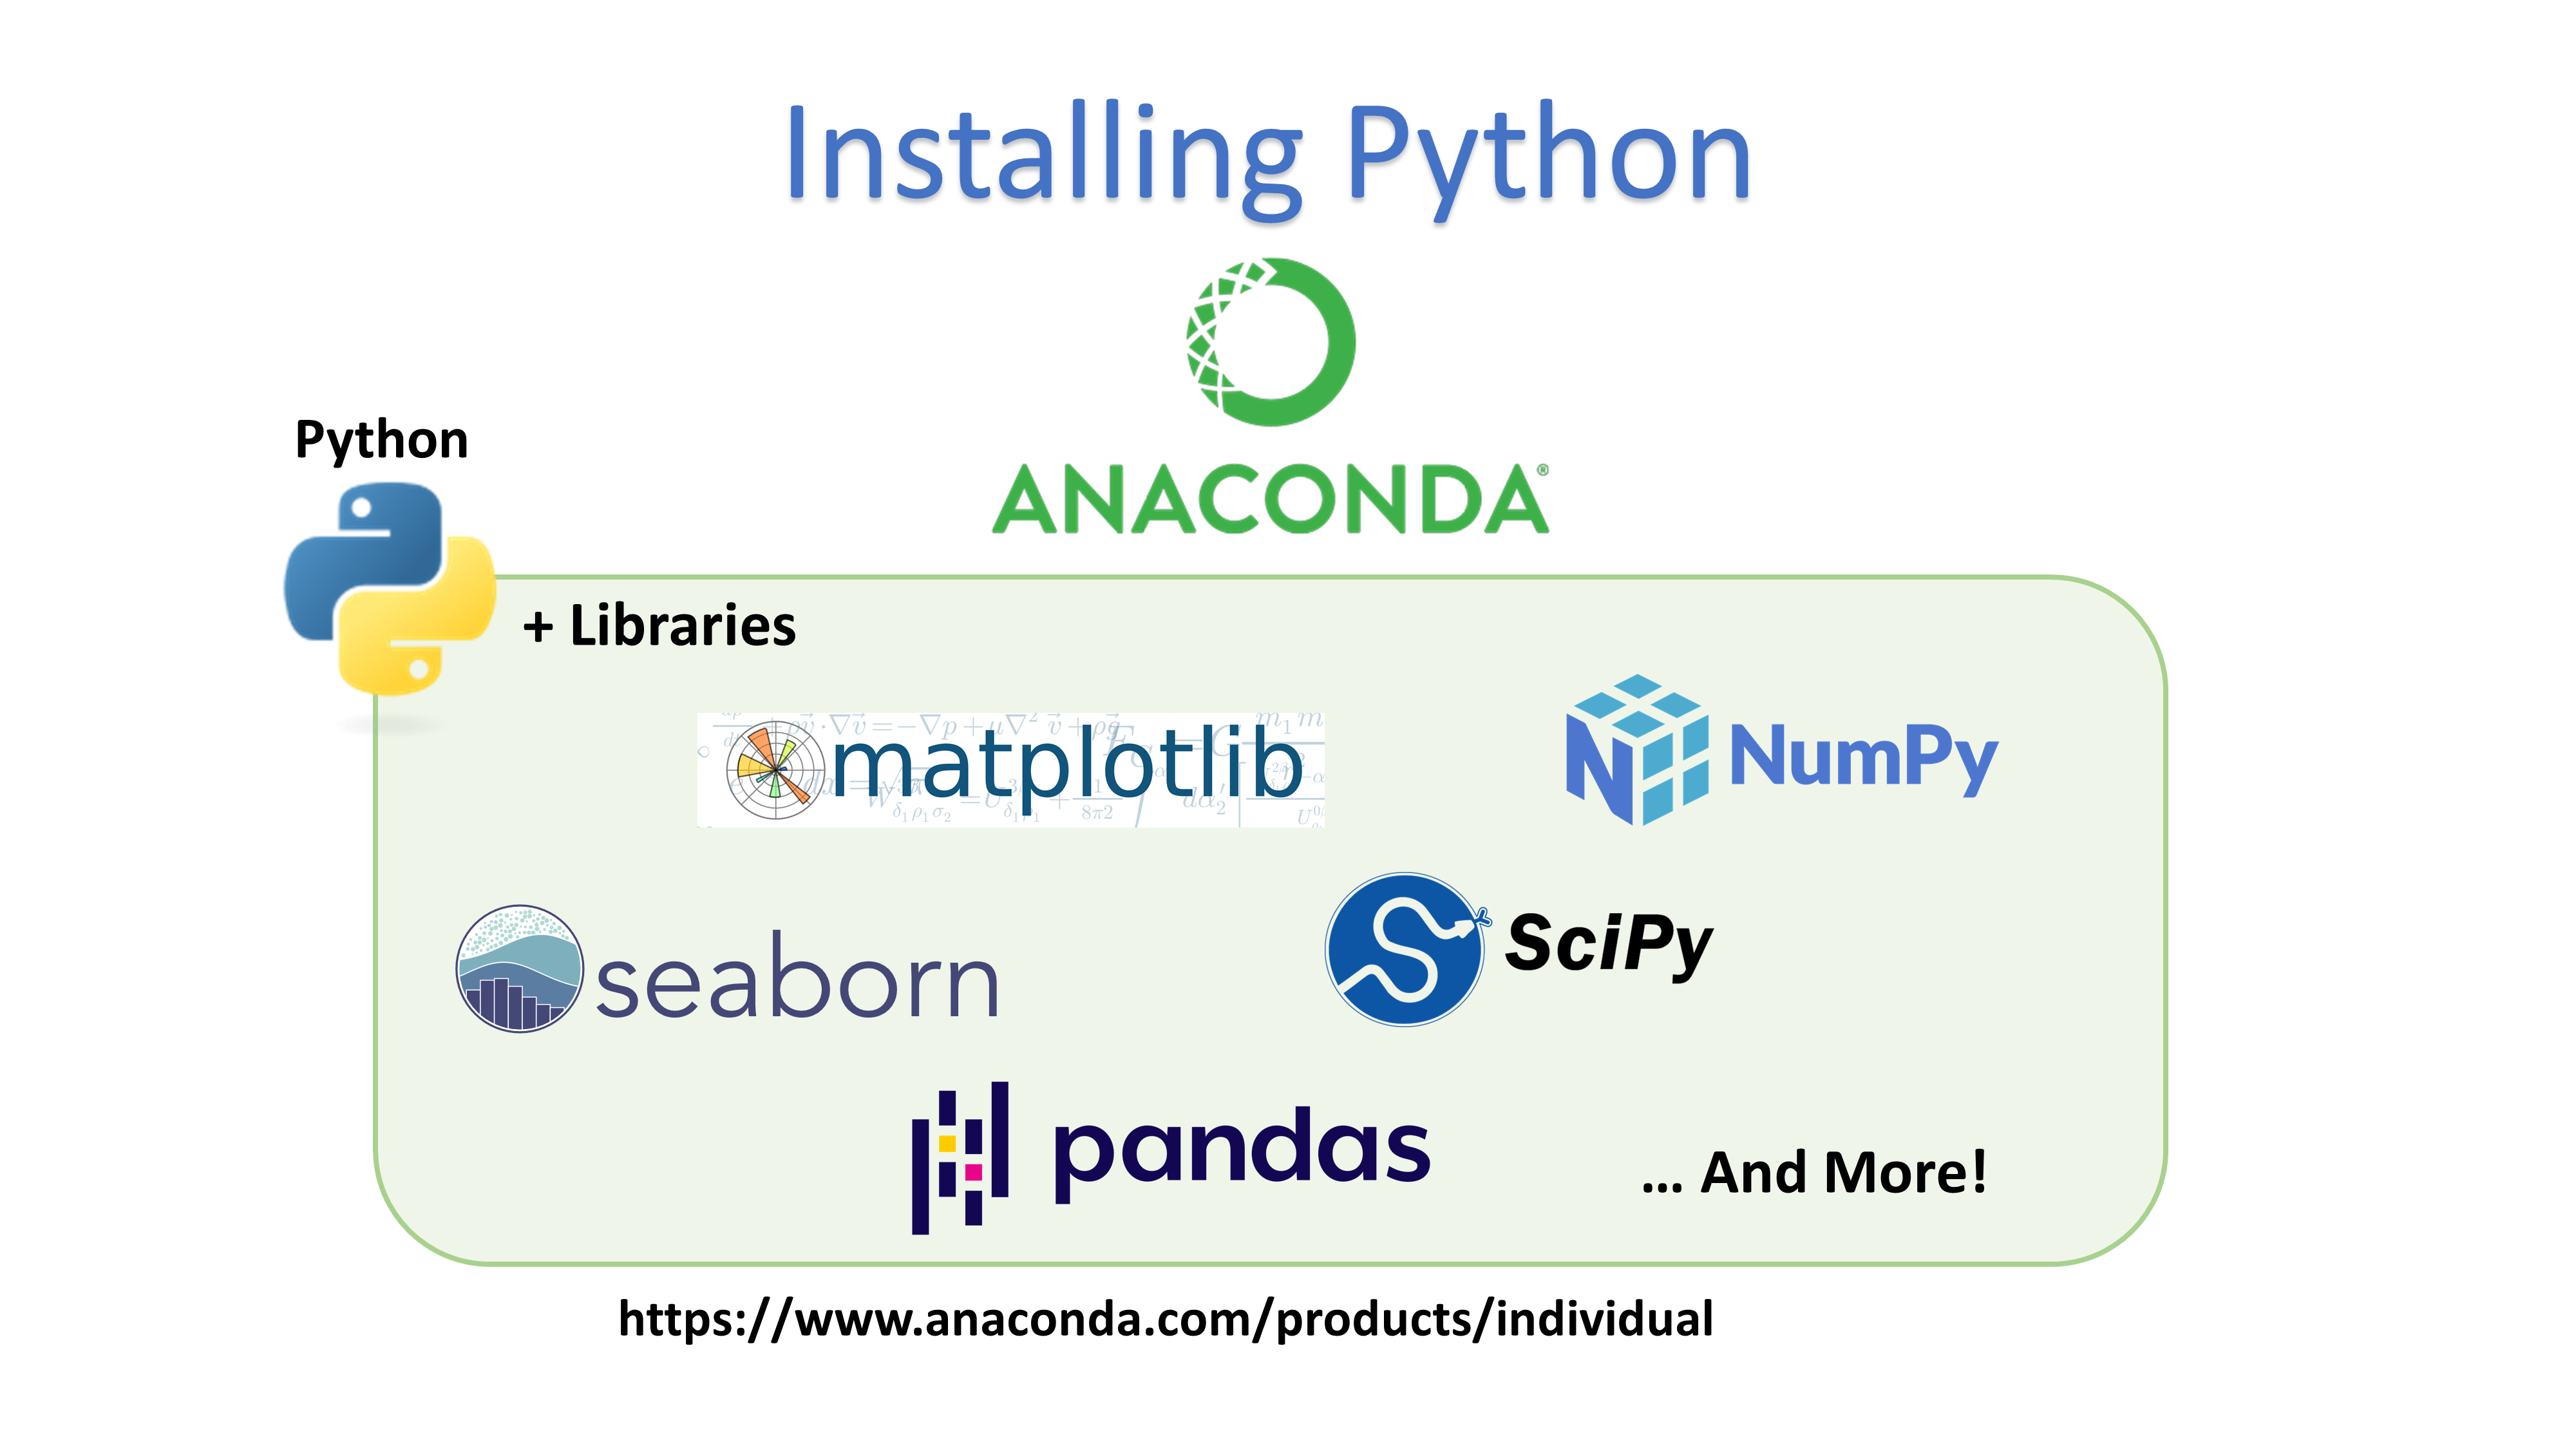 Installing Python
ANACONDA®
Python
+ Libraries
matplotlib
NumPy
seaborn
SciPy
pandas
... And More!
https://www.anaconda.com/products/individual